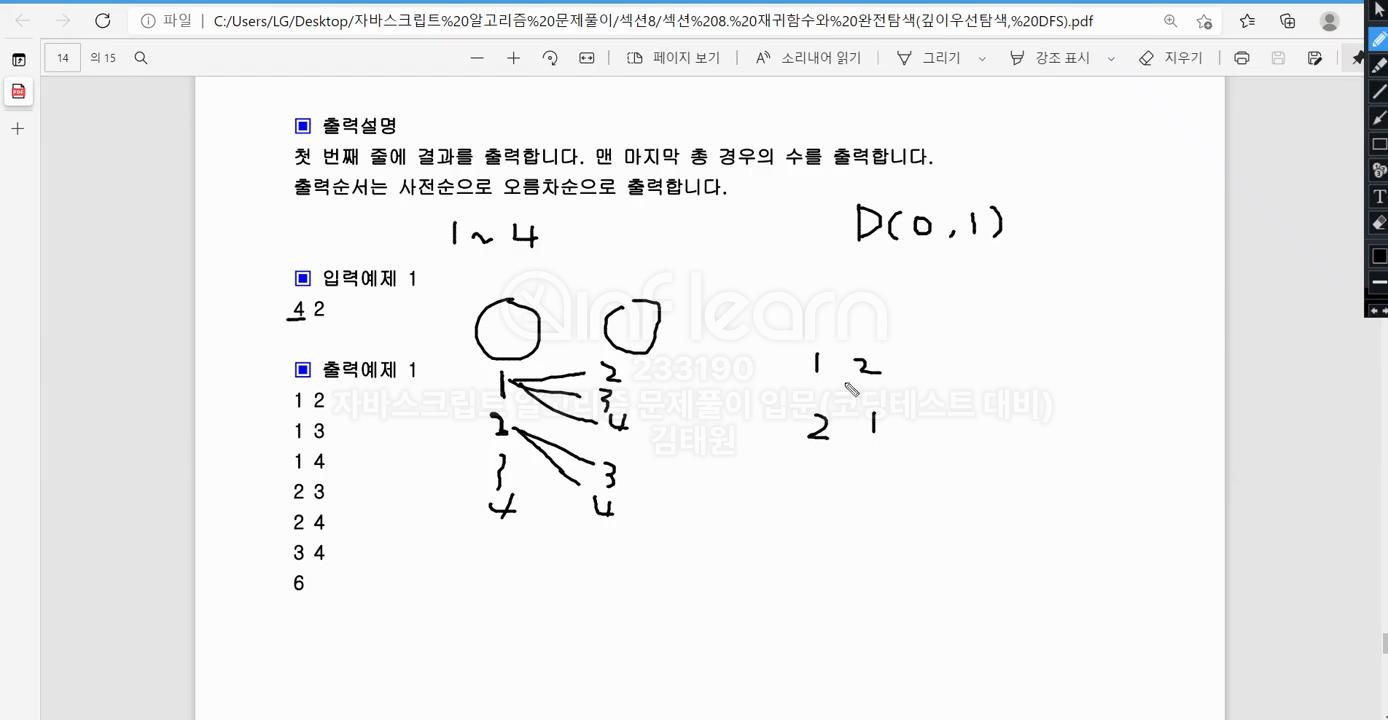 파일 C:/Users/LG/Desktop/자바스크립트%20알고리즘%20문제풀이/섹션8/섹션%208.%20재귀함수와%20완전탐색(깊이우선탐색,%20DFS).pdf
14 의 15 페이지 보기 소리내어 읽기 그리기 강조 표시 지우기
출력설명
첫 번째 줄에 결과를 출력합니다. 맨 마지막 총 경우의 수를 출력합니다.
출력순서는 사전순으로 오름차순으로 출력합니다.
1 ~ 4
D(0,1)
입력예제 1
4 2
출력예제 1
1 2
1 3
1 4
2 3
2 4
3 4
6
1 2
3
4
2 3
3
4 4
1 2
2 1
inflearn
233190
자바스크립트 알고리즘 문제풀이 입문(코딩테스트 대비)
김태원